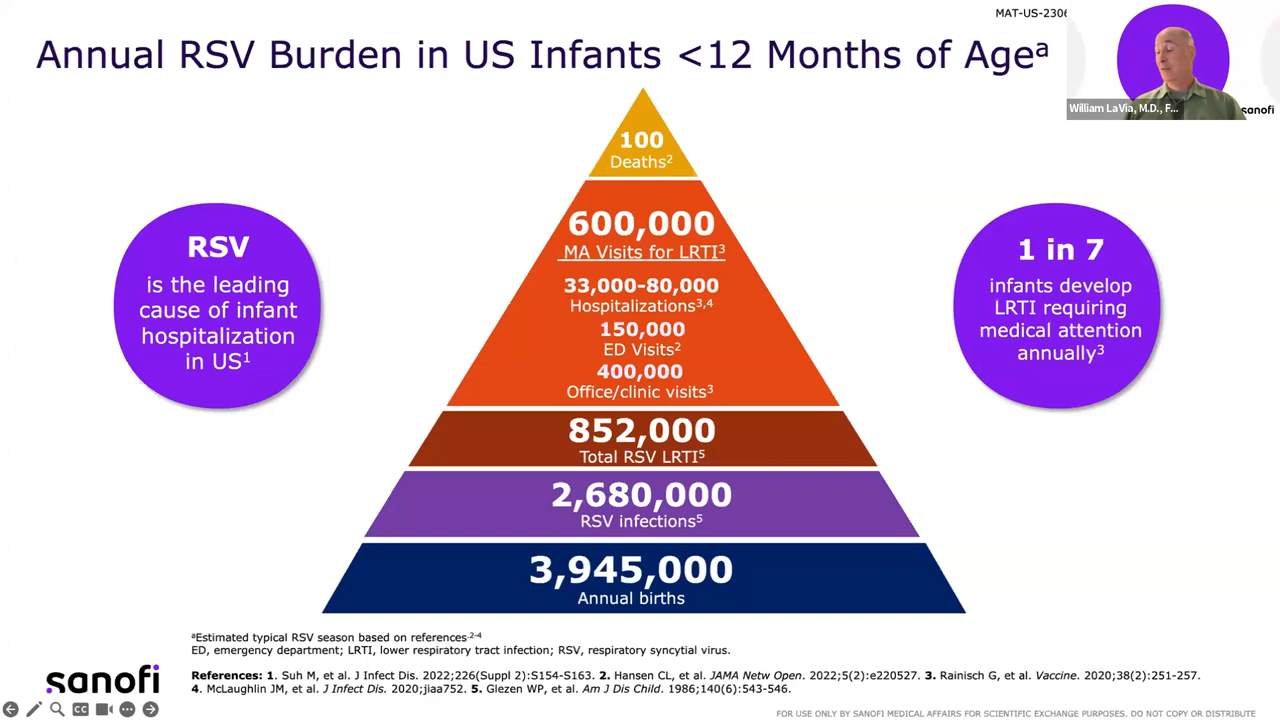 MAT-US-2306
Annual RSV Burden in US Infants <12 Months of Ageᵃ
William LaVia, M.D., F...
sanofi
100
Deaths²
600,000
MA Visits for LRTI³
33,000-80,000
Hospitalizations³,⁴
150,000
ED Visits²
400,000
Office/clinic visits³
852,000
Total RSV LRTI⁵
2,680,000
RSV infections⁵
3,945,000
Annual births
RSV
is the leading
cause of infant
hospitalization
in US¹
1 in 7
infants develop
LRTI requiring
medical attention
annually³
ᵃEstimated typical RSV season based on references.²⁻⁴
ED, emergency department; LRTI, lower respiratory tract infection; RSV, respiratory syncytial virus.
References: 1. Suh M, et al. J Infect Dis. 2022;226(Suppl 2):S154-S163. 2. Hansen CL, et al. JAMA Netw Open. 2022;5(2):e220527. 3. Rainisch G, et al. Vaccine. 2020;38(2):251-257.
4. McLaughlin JM, et al. J Infect Dis. 2020;jiaa752. 5. Glezen WP, et al. Am J Dis Child. 1986;140(6):543-546.
sanofi
CC
FOR USE ONLY BY SANOFI MEDICAL AFFAIRS FOR SCIENTIFIC EXCHANGE PURPOSES. DO NOT COPY OR DISTRIBUTE